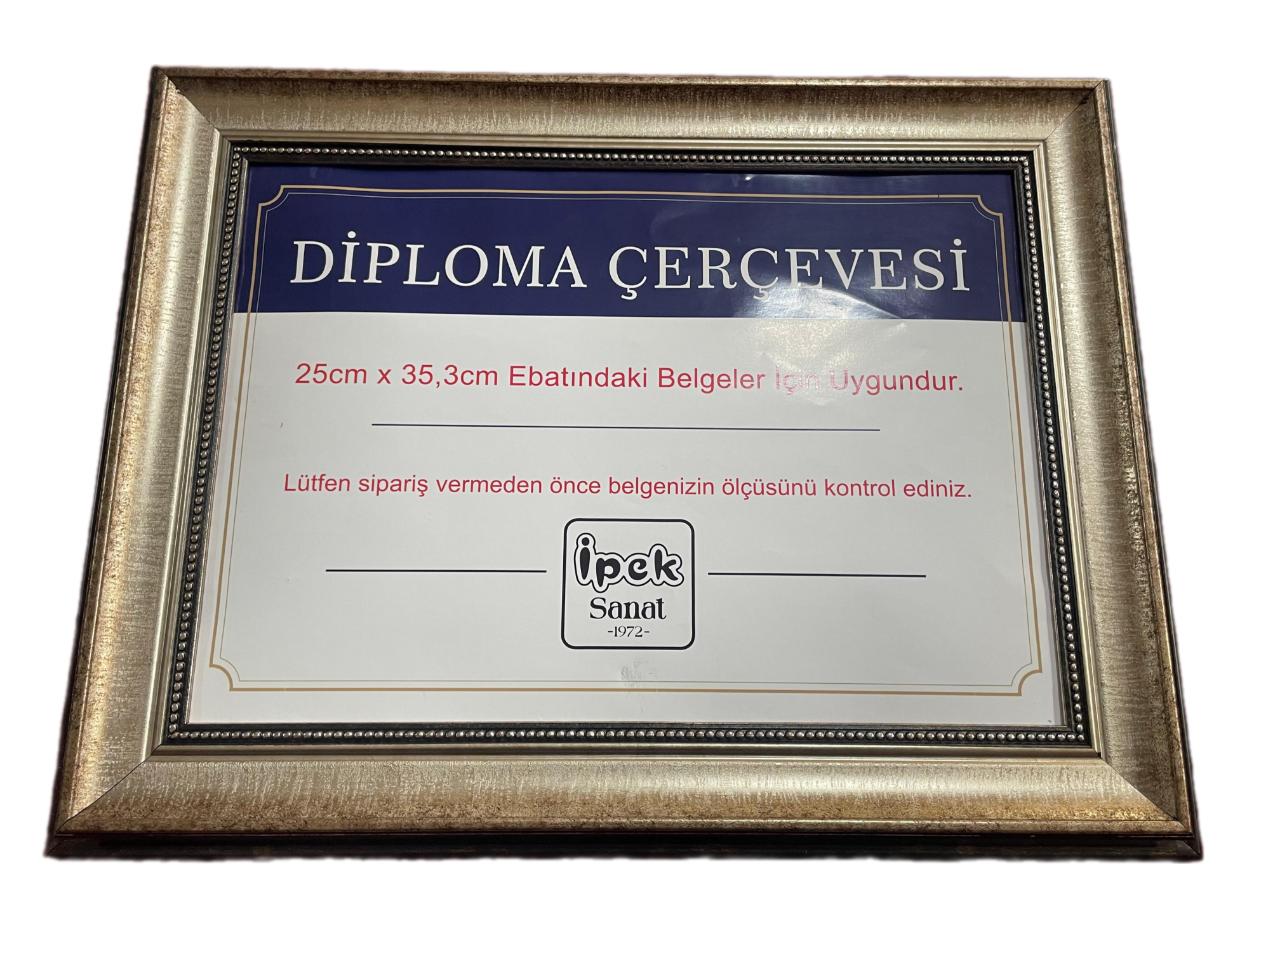 DİPLOMA ÇERÇEVESİ
25cm x 35,3cm Ebatındaki Belgeler İçin Uygundur.
Lütfen sipariş vermeden önce belgenizin ölçüsünü kontrol ediniz.
İpek
Sanat
-1972-